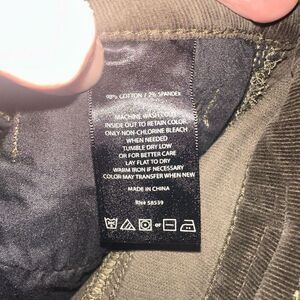 98% COTTON / 2% SPANDEX
MACHINE WASH COLD
INSIDE OUT TO RETAIN COLOR
ONLY-NON-CHLORINE BLEACH
WHEN NEEDED
TUMBLE DRY LOW
OR FOR BETTER CARE
LAY FLAT TO DRY
WARM IRON IF NECESSARY
COLOR MAY TRANSFER WHEN NEW
MADE IN CHINA
RN# 58539
or